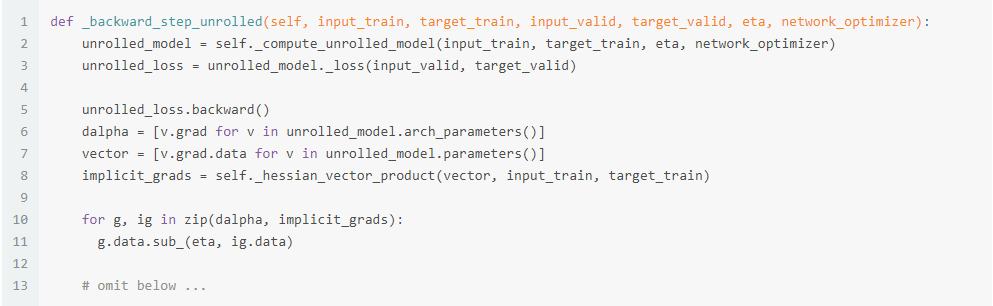 1 def _backward_step_unrolled(self, input_train, target_train, input_valid, target_valid, eta, network_optimizer):
2     unrolled_model = self._compute_unrolled_model(input_train, target_train, eta, network_optimizer)
3     unrolled_loss = unrolled_model._loss(input_valid, target_valid)
4
5     unrolled_loss.backward()
6     dalpha = [v.grad for v in unrolled_model.arch_parameters()]
7     vector = [v.grad.data for v in unrolled_model.parameters()]
8     implicit_grads = self._hessian_vector_product(vector, input_train, target_train)
9
10     for g, ig in zip(dalpha, implicit_grads):
11       g.data.sub_(eta, ig.data)
12
13     # omit below ...